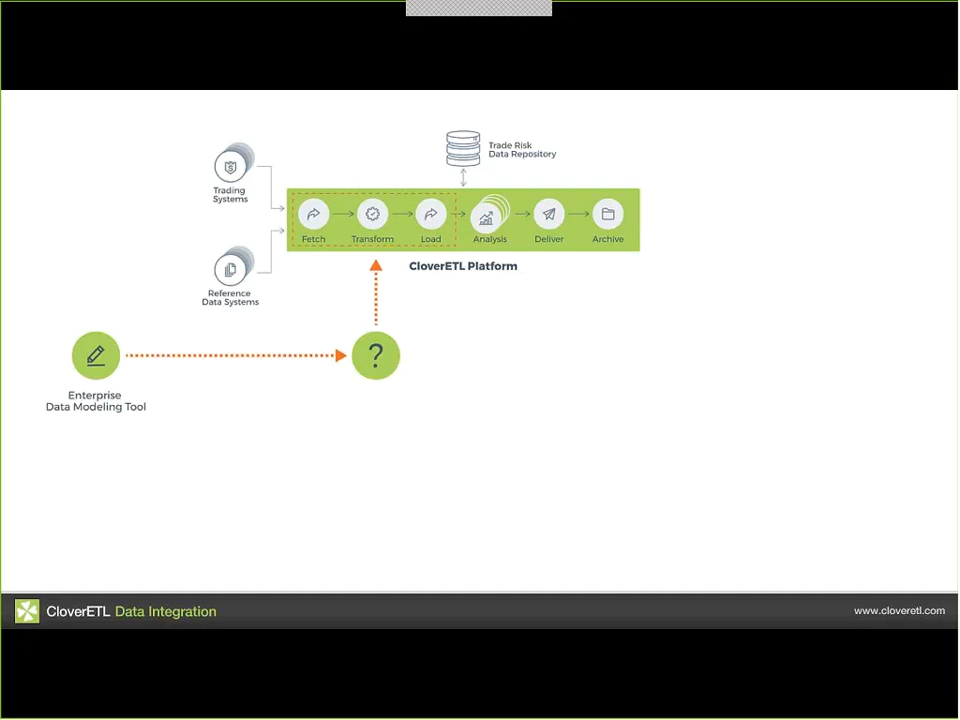 Trade Risk
Data Repository
Trading
Systems
Fetch
Transform
Load
Analysis
Deliver
Archive
CloverETL Platform
Reference
Data Systems
?
Enterprise
Data Modeling Tool
CloverETL Data Integration
www.cloveretl.com